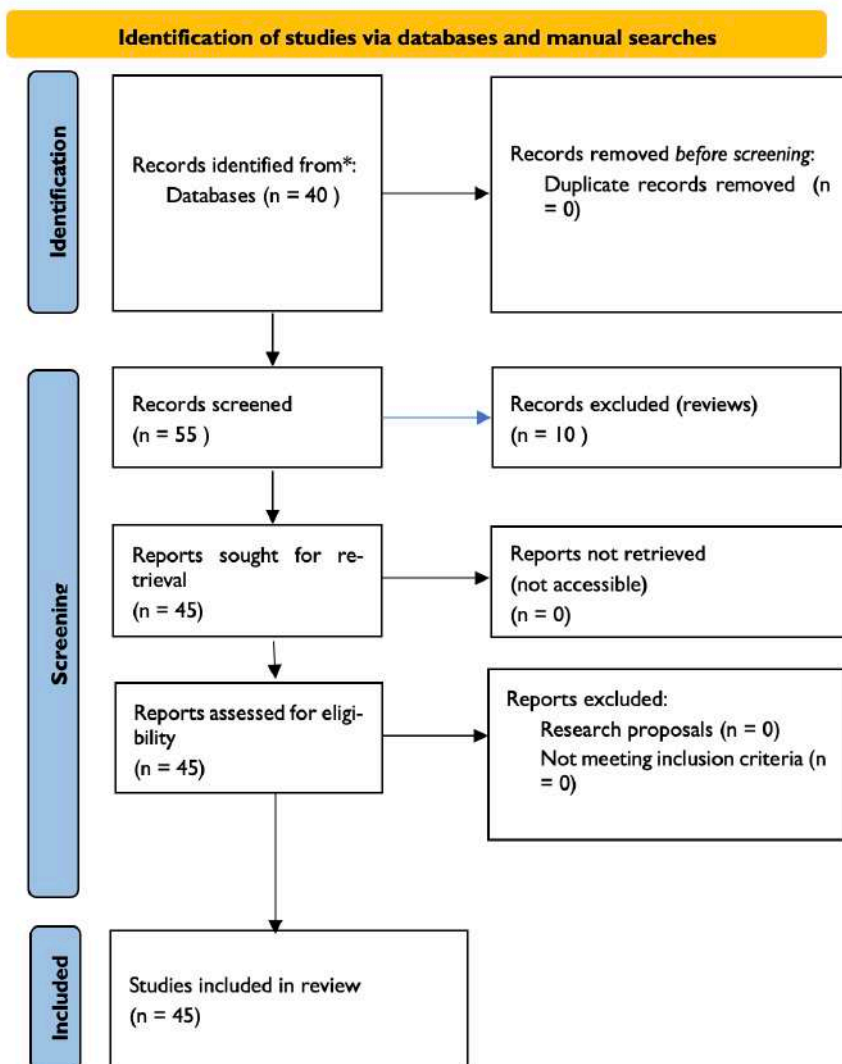 Identification of studies via databases and manual searches
Identification
Records identified from*:
Databases (n = 40 )
Records removed before screening:
Duplicate records removed (n
= 0)
Screening
Records screened
(n = 55 )
Records excluded (reviews)
(n = 10 )
Reports sought for re-
trieval
(n = 45)
Reports not retrieved
(not accessible)
(n = 0)
Reports assessed for eligi-
bility
(n = 45)
Reports excluded:
Research proposals (n = 0)
Not meeting inclusion criteria (n
= 0)
Included
Studies included in review
(n = 45)